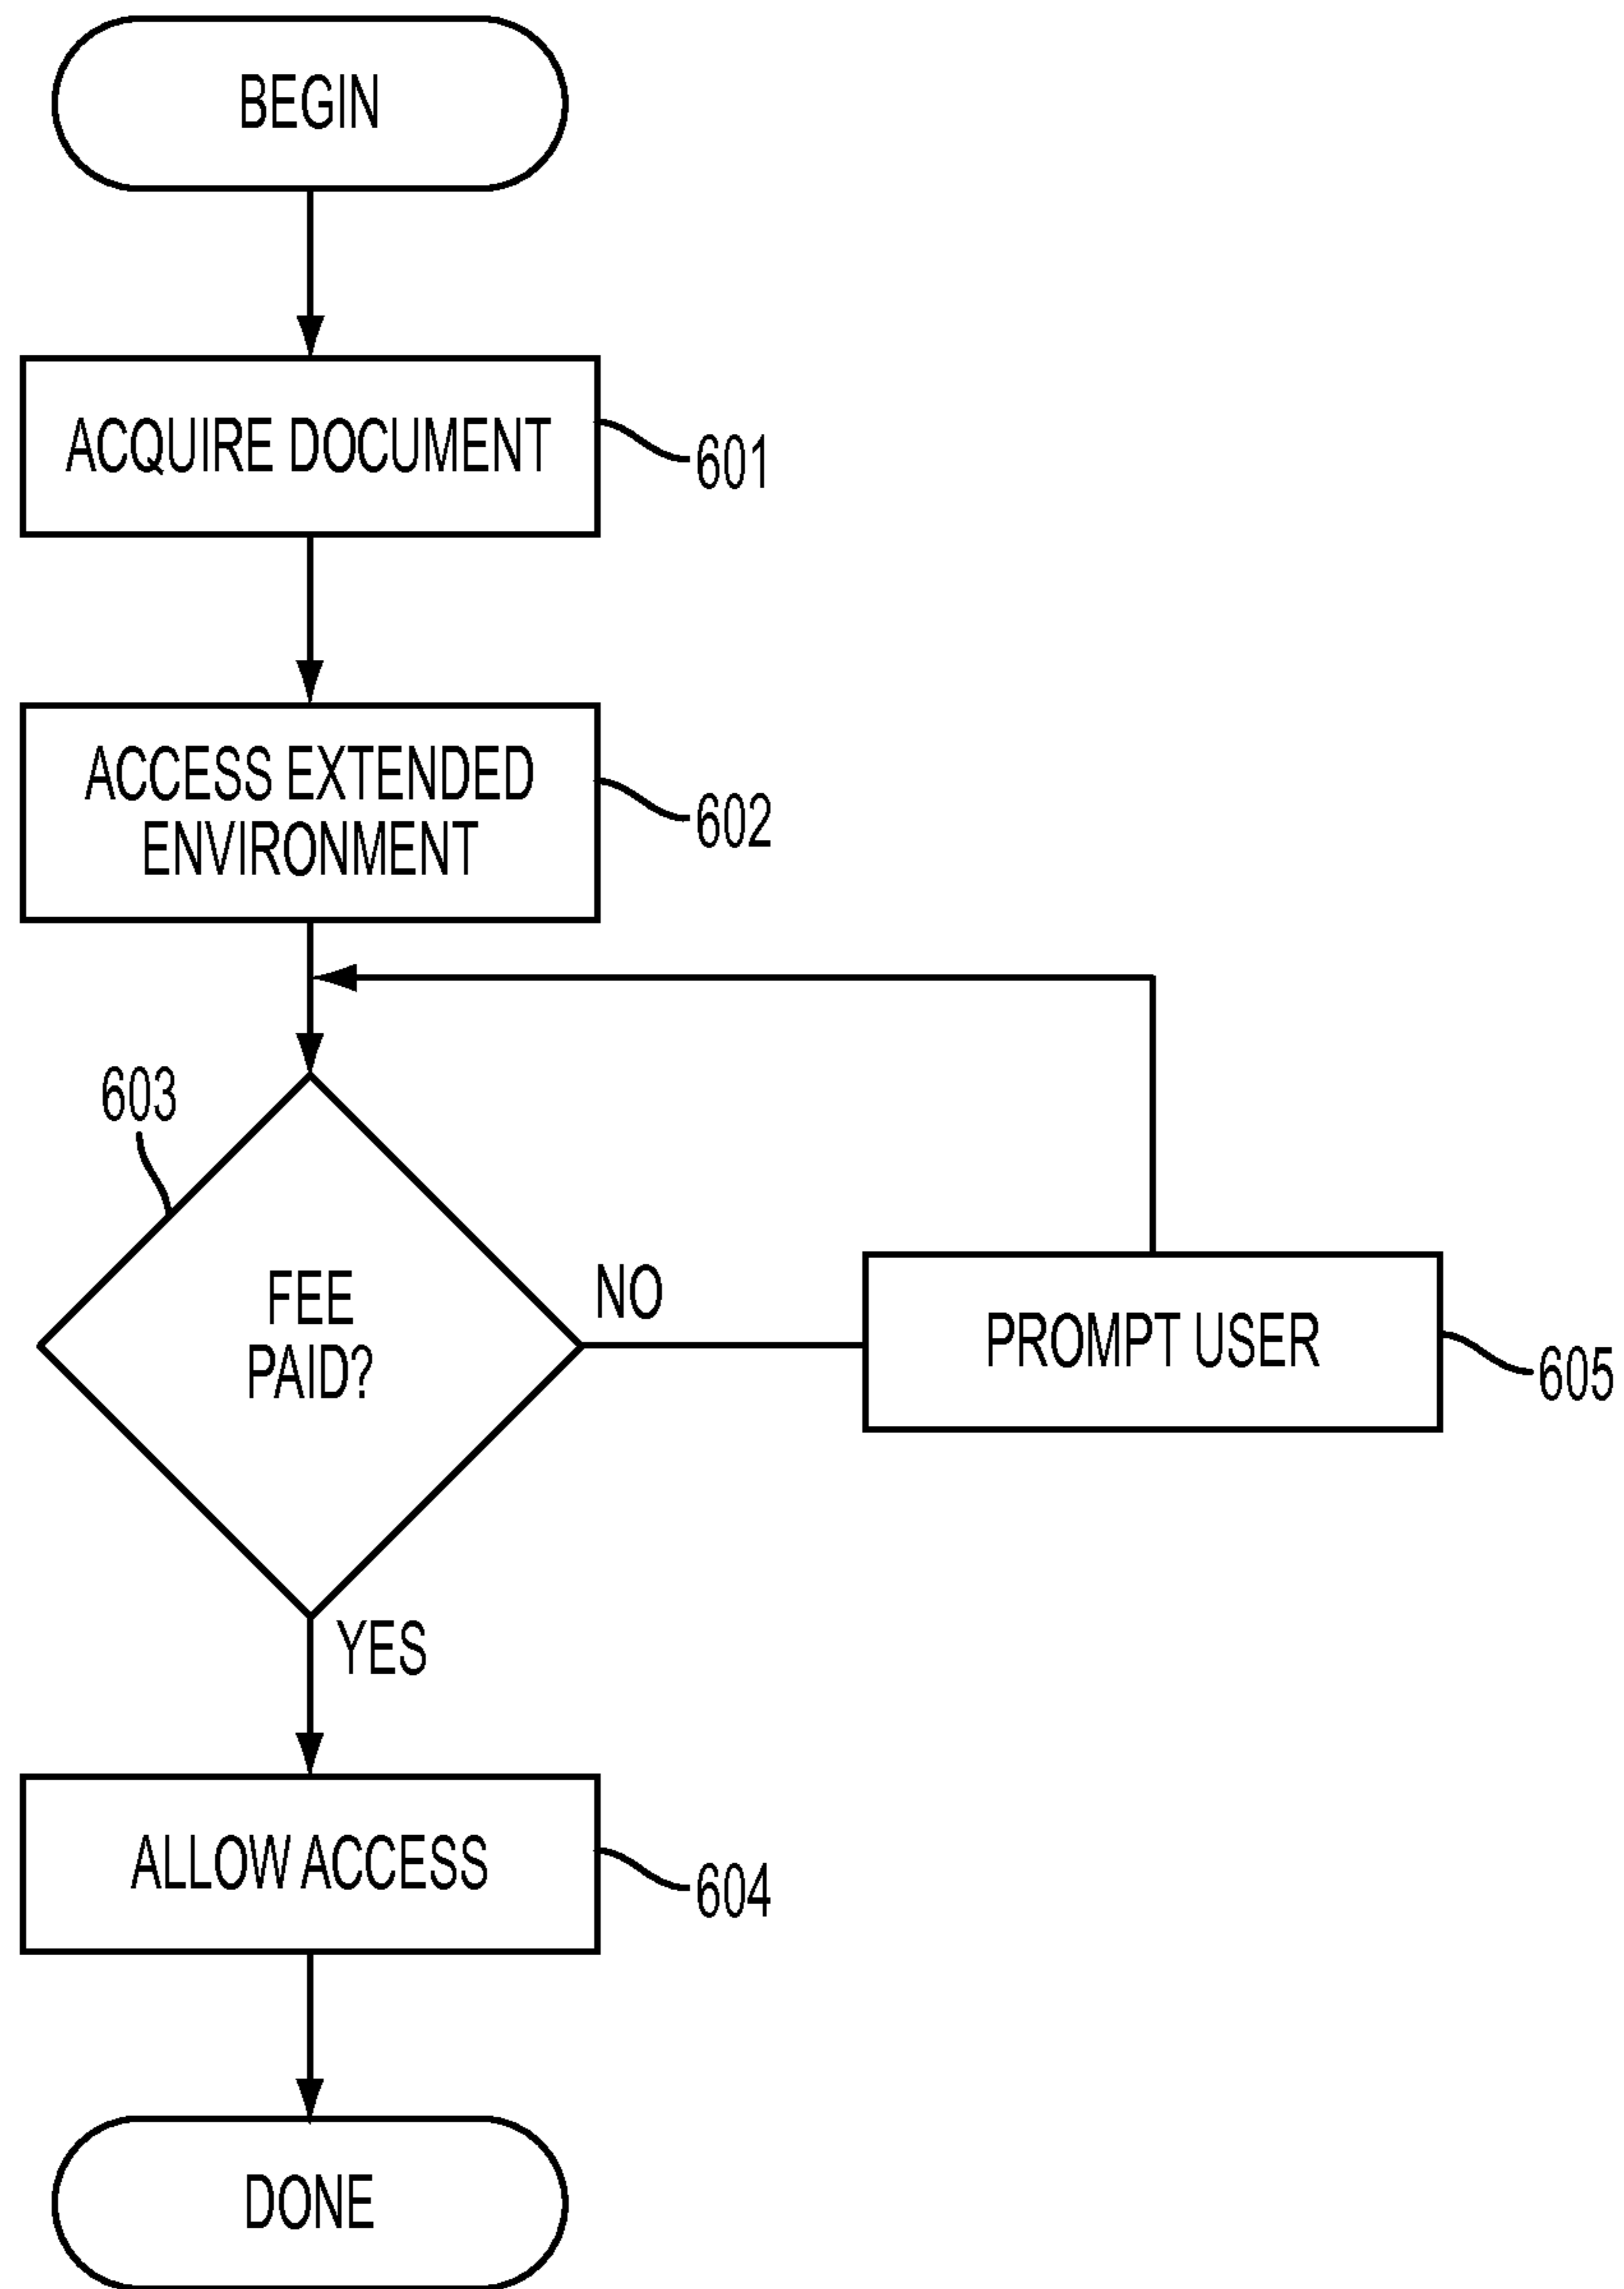 BEGIN
ACQUIRE DOCUMENT
601
ACCESS EXTENDED
ENVIRONMENT
602
603
FEE
PAID?
NO
PROMPT USER
605
YES
ALLOW ACCESS
604
DONE